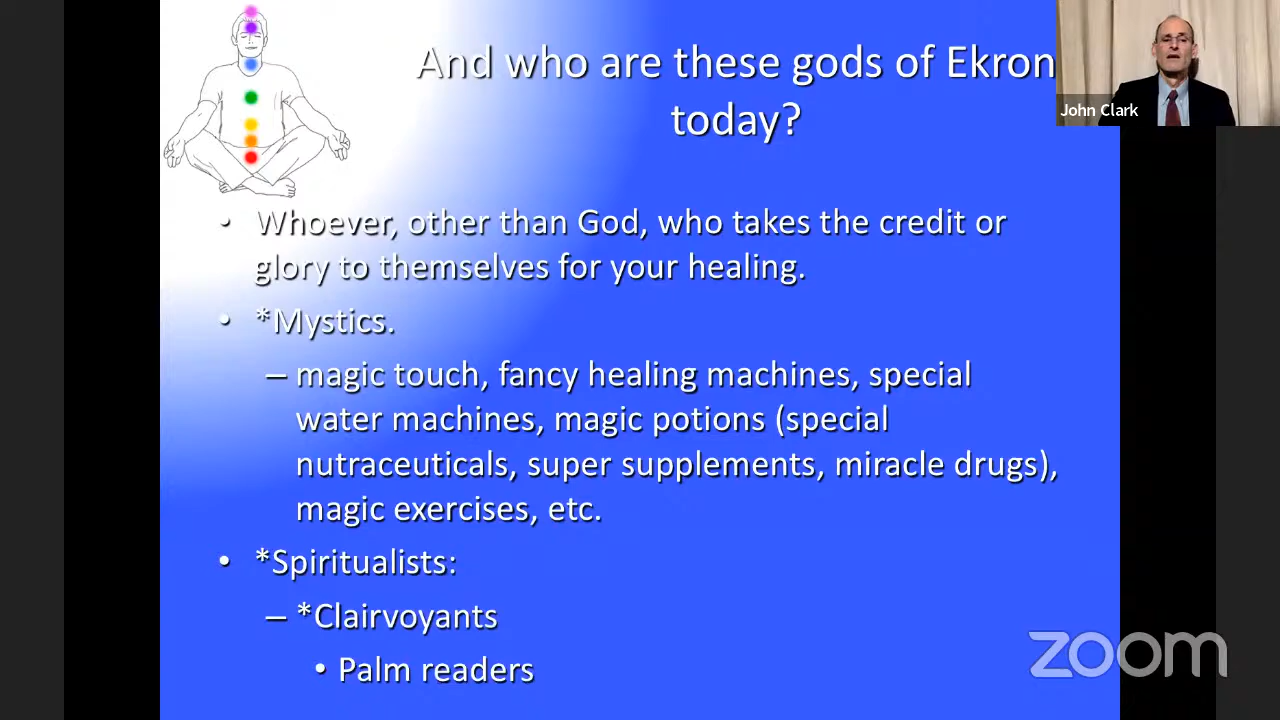 And who are these gods of Ekron
today?
John Clark
• Whoever, other than God, who takes the credit or
glory to themselves for your healing.
• *Mystics.
– magic touch, fancy healing machines, special
water machines, magic potions (special
nutraceuticals, super supplements, miracle drugs),
magic exercises, etc.
• *Spiritualists:
– *Clairvoyants
• Palm readers
zoom